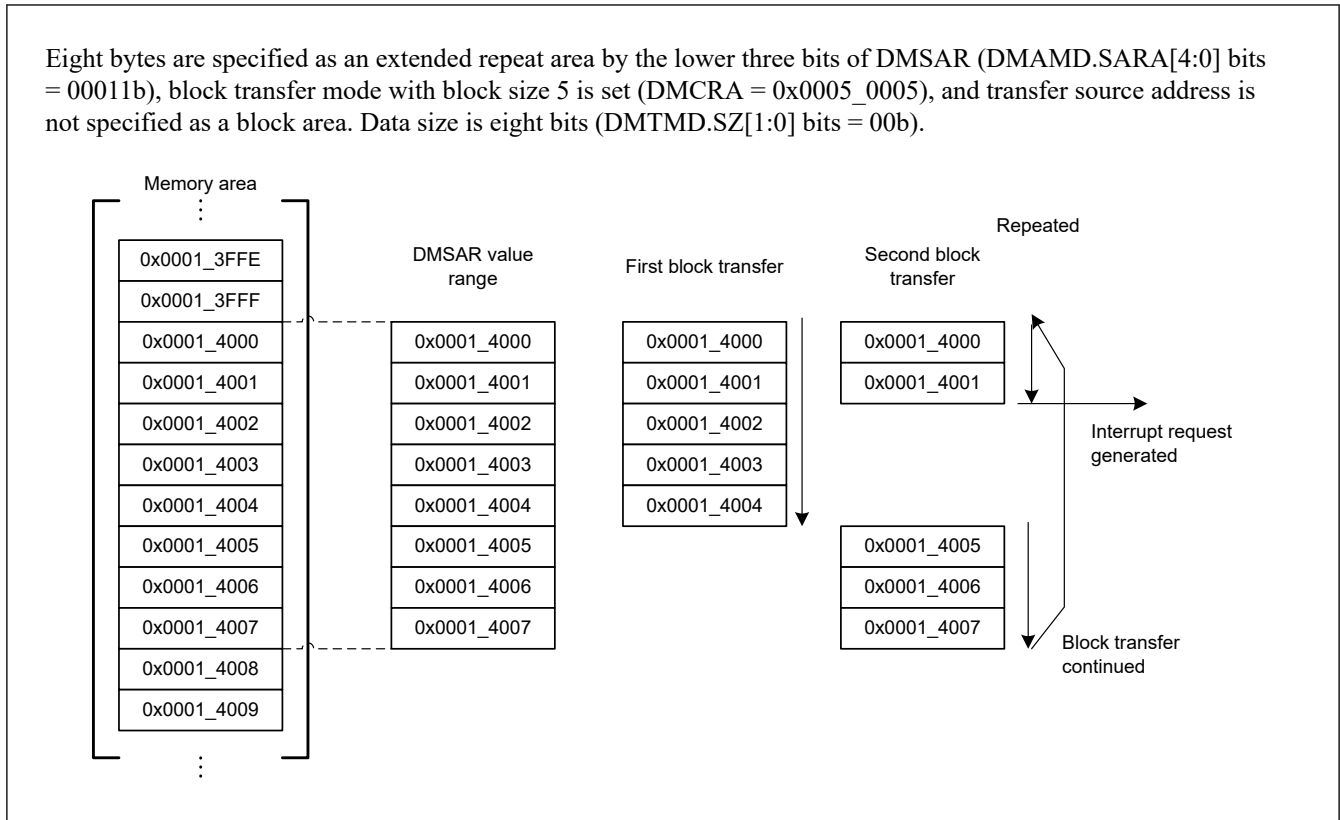 Eight bytes are specified as an extended repeat area by the lower three bits of DMSAR (DMAMD.SARA[4:0] bits
= 00011b), block transfer mode with block size 5 is set (DMCRA = 0x0005_0005), and transfer source address is
not specified as a block area. Data size is eight bits (DMTMD.SZ[1:0] bits = 00b).
Memory area
0x0001_3FFE
0x0001_3FFF
0x0001_4000
0x0001_4001
0x0001_4002
0x0001_4003
0x0001_4004
0x0001_4005
0x0001_4006
0x0001_4007
0x0001_4008
0x0001_4009
DMSAR value
range
0x0001_4000
0x0001_4001
0x0001_4002
0x0001_4003
0x0001_4004
0x0001_4005
0x0001_4006
0x0001_4007
First block transfer
0x0001_4000
0x0001_4001
0x0001_4002
0x0001_4003
0x0001_4004
Second block
transfer
0x0001_4000
0x0001_4001
0x0001_4005
0x0001_4006
0x0001_4007
Repeated
Interrupt request
generated
Block transfer
continued